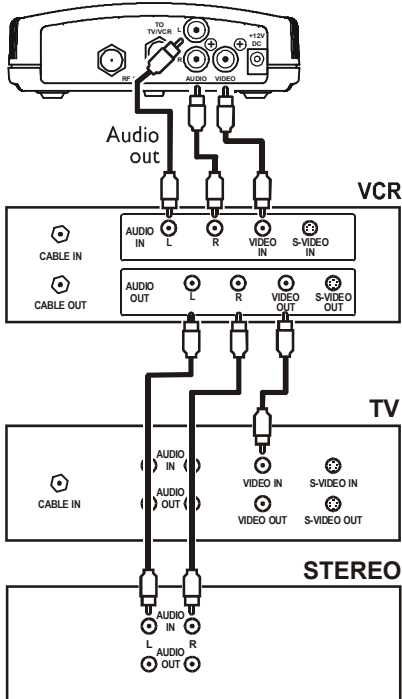 TO
TV/VCR
L
+12V
DC
R
AUDIO
VIDEO
Audio
out
VCR
CABLE IN
AUDIO
IN
L
R
VIDEO
IN
S-VIDEO
IN
CABLE OUT
AUDIO
OUT
L
R
VIDEO
OUT
S-VIDEO
OUT
TV
AUDIO
IN
VIDEO IN
S-VIDEO IN
CABLE IN
AUDIO
OUT
VIDEO OUT
S-VIDEO OUT
STEREO
AUDIO
IN
L
R
AUDIO
OUT